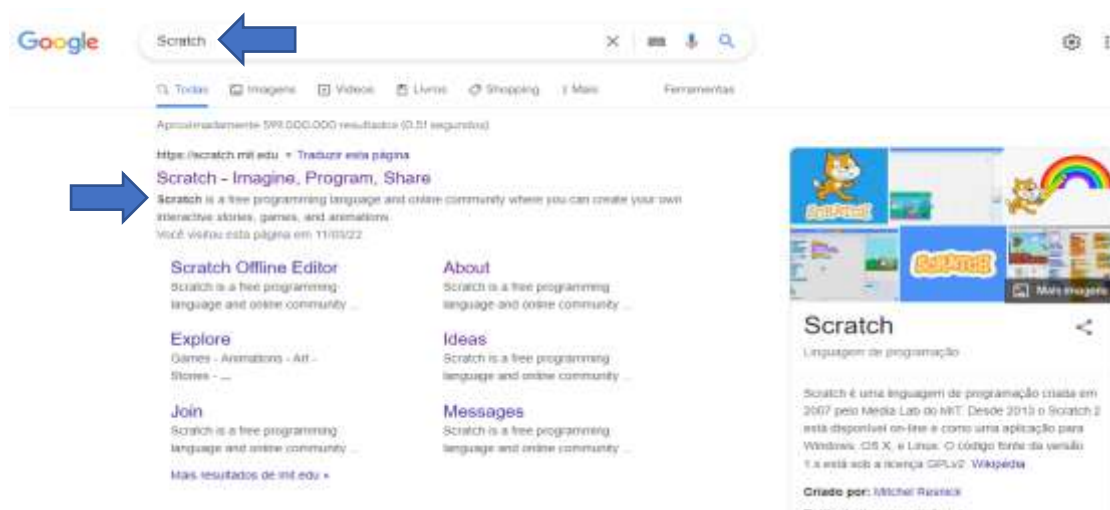 Google
Scratch
Todas Imagens Vídeos Livros Shopping Mais Ferramentas
Aproximadamente 599.000.000 resultados (0,51 segundos)
https://scratch.mit.edu Traduzir esta página
Scratch - Imagine, Program, Share
Scratch is a free programming language and online community where you can create your own
interactive stories, games, and animations
Você visitou esta página em 11/03/22
Scratch Offline Editor
Scratch is a free programming
language and online community ...
About
Scratch is a free programming
language and online community ...
Explore
Games - Animations - Art -
Stories - ...
Ideas
Scratch is a free programming
language and online community ...
Join
Scratch is a free programming
language and online community ...
Messages
Scratch is a free programming
language and online community ...
Mais resultados de mit.edu »
SCRATCH
SCRATCH
Mais imagens
Scratch
Linguagem de programação
Scratch é uma linguagem de programação criada em
2007 pelo Media Lab do MIT. Desde 2013 o Scratch 2
está disponível on-line e como uma aplicação para
Windows, OS X, e Linux. O código fonte da versão
1.x está sob a licença GPLv2. Wikipédia
Criado por: Mitchel Resnick